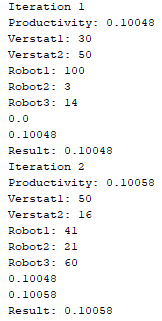 Iteration 1
Productivity: 0.10048
Verstat1: 30
Verstat2: 50
Robot1: 100
Robot2: 3
Robot3: 14
0.0
0.10048
Result: 0.10048
Iteration 2
Productivity: 0.10058
Verstat1: 50
Verstat2: 16
Robot1: 41
Robot2: 21
Robot3: 60
0.10048
0.10058
Result: 0.10058